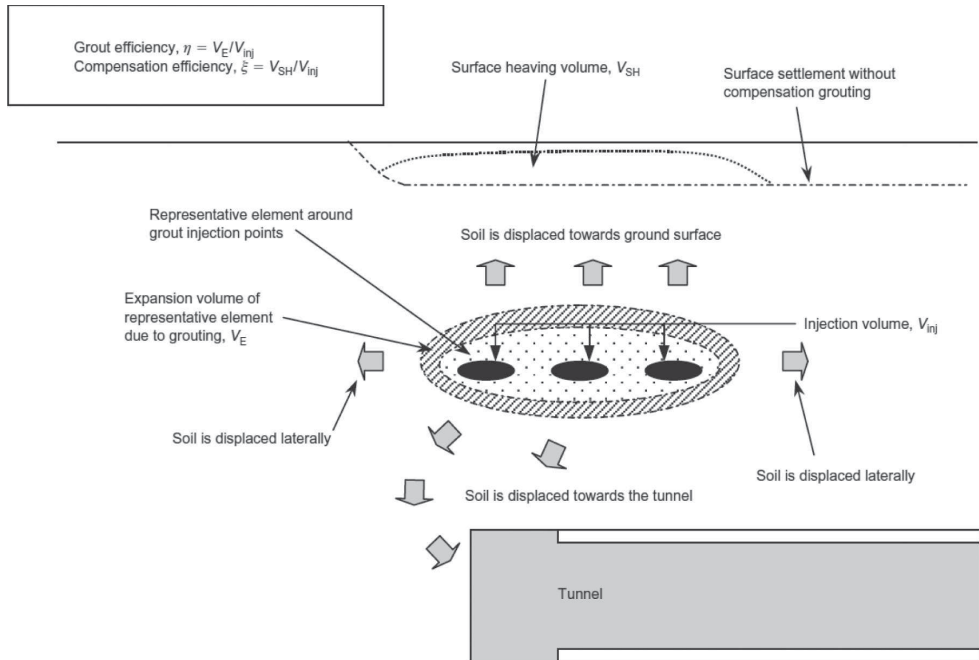 Grout efficiency, η = V_E/V_inj
Compensation efficiency, ξ = V_SH/V_inj
Surface heaving volume, V_SH
Surface settlement without
compensation grouting
Representative element around
grout injection points
Soil is displaced towards ground surface
Expansion volume of
representative element
due to grouting, V_E
Injection volume, V_inj
Soil is displaced laterally
Soil is displaced laterally
Soil is displaced towards the tunnel
Tunnel